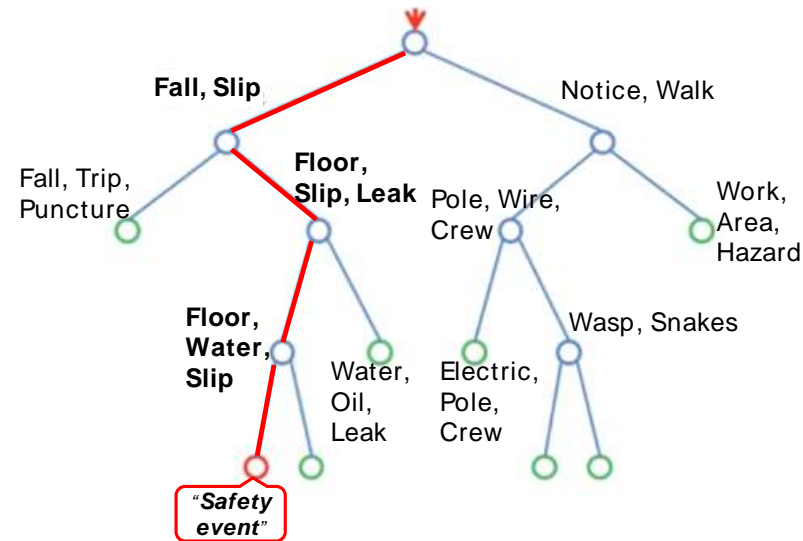 Fall, Slip
Notice, Walk
Fall, Trip,
Puncture
Floor,
Slip, Leak
Pole, Wire,
Crew
Work,
Area,
Hazard
Floor,
Water,
Slip
Water,
Oil,
Leak
Electric,
Pole,
Crew
Wasp, Snakes
“Safety
event”